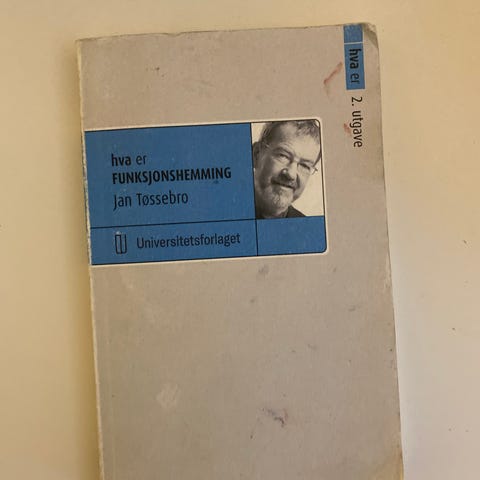 hva er 2. utgave
hva er
FUNKSJONSHEMMING
Jan Tøssebro
Universitetsforlaget